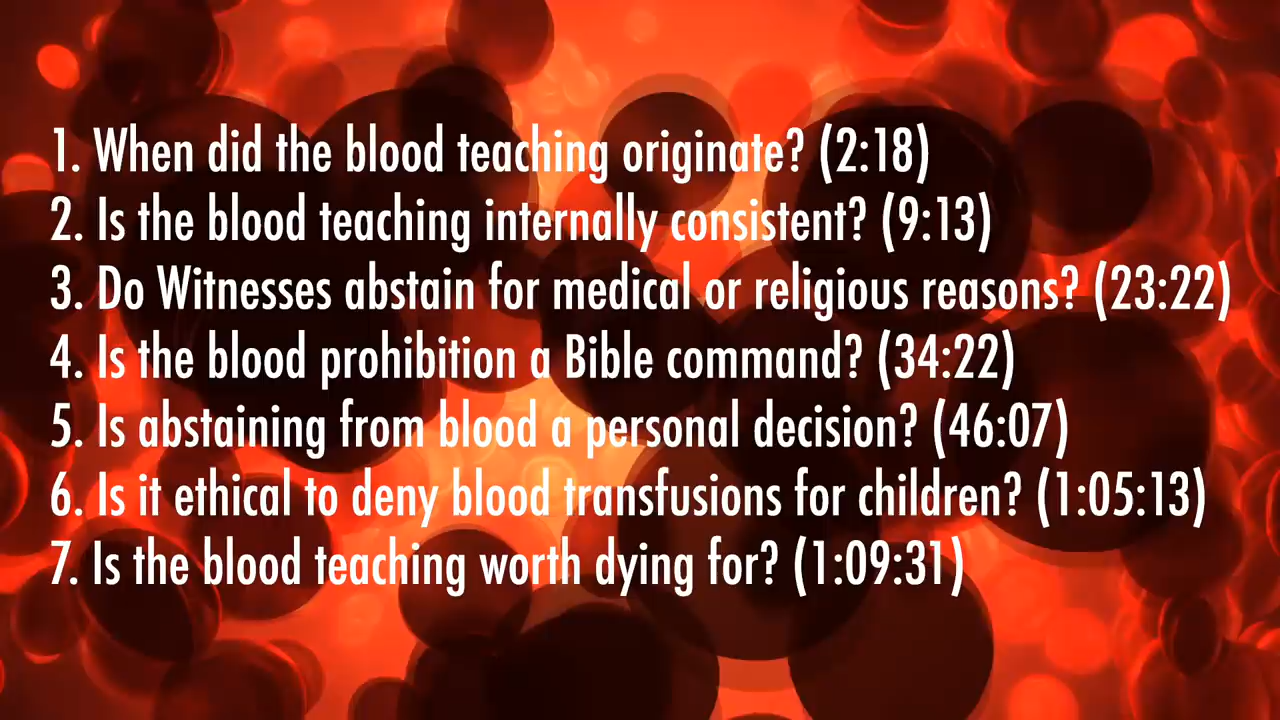 1. When did the blood teaching originate? (2:18)
2. Is the blood teaching internally consistent? (9:13)
3. Do Witnesses abstain for medical or religious reasons? (23:22)
4. Is the blood prohibition a Bible command? (34:22)
5. Is abstaining from blood a personal decision? (46:07)
6. Is it ethical to deny blood transfusions for children? (1:05:13)
7. Is the blood teaching worth dying for? (1:09:31)